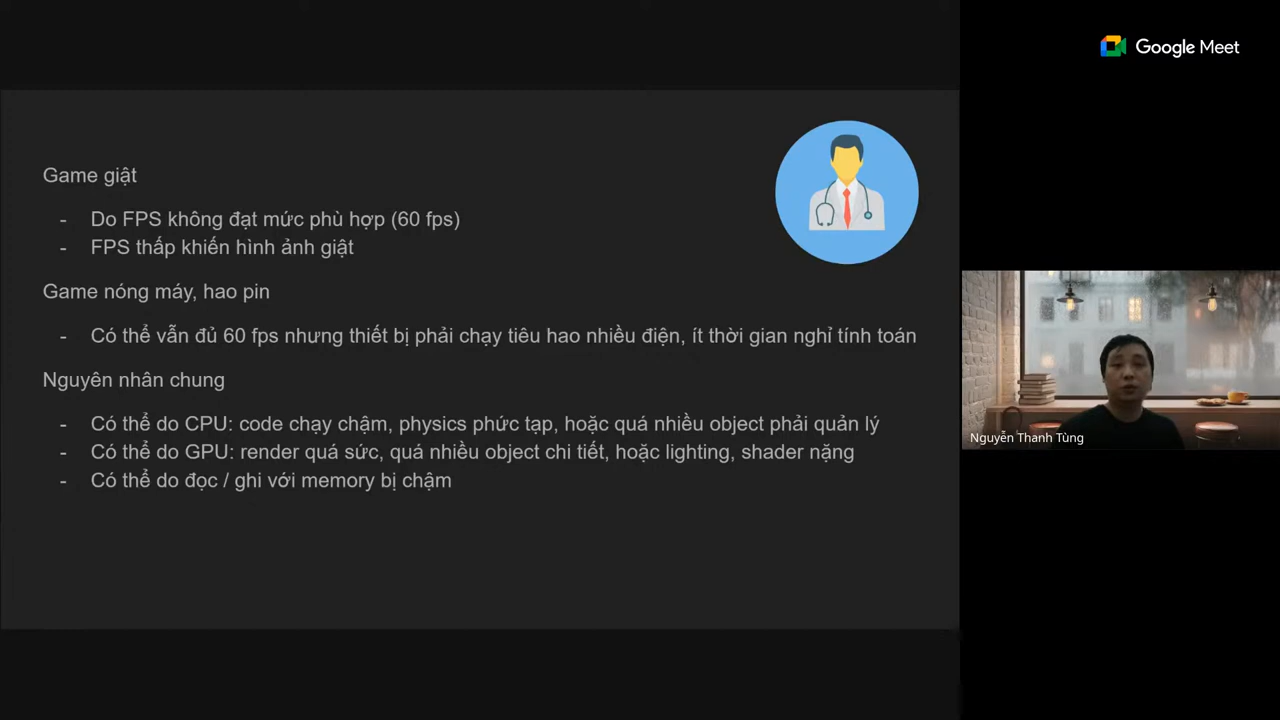 Google Meet
Game giật
- Do FPS không đạt mức phù hợp (60 fps)
- FPS thấp khiến hình ảnh giật
Game nóng máy, hao pin
- Có thể vẫn đủ 60 fps nhưng thiết bị phải chạy tiêu hao nhiều điện, ít thời gian nghỉ tính toán
Nguyên nhân chung
- Có thể do CPU: code chạy chậm, physics phức tạp, hoặc quá nhiều object phải quản lý
- Có thể do GPU: render quá sức, quá nhiều object chi tiết, hoặc lighting, shader nặng
- Có thể do đọc / ghi với memory bị chậm
Nguyễn Thanh Tùng